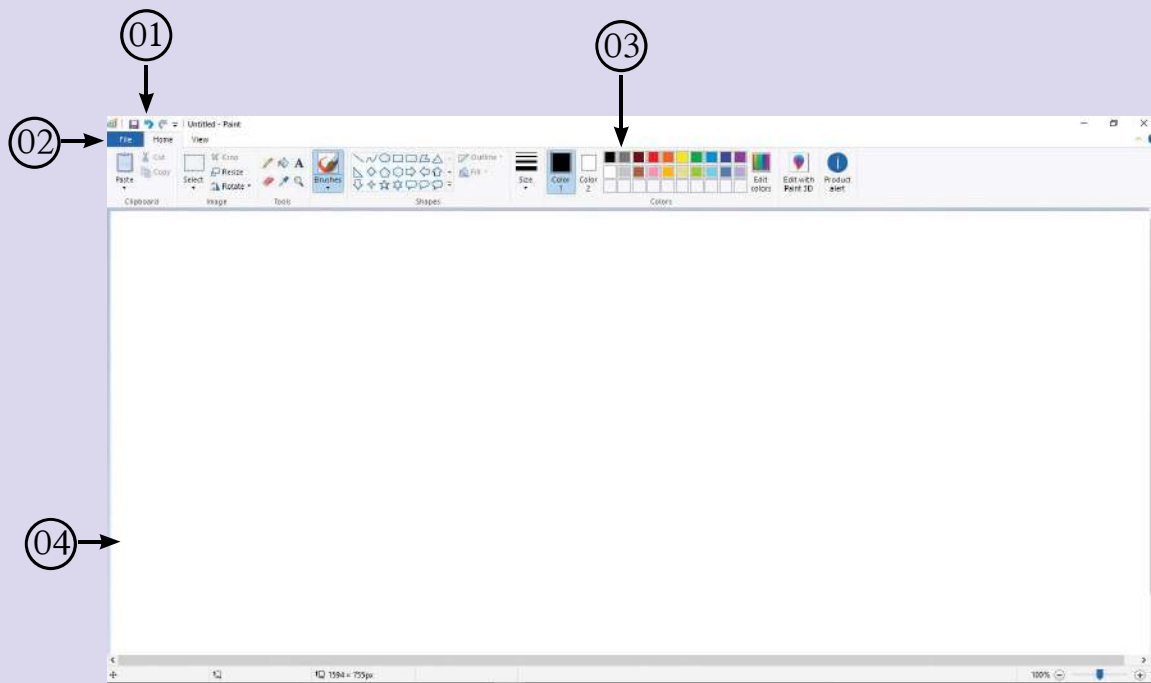 01
03
02
04
Untitled - Paint
File Home View
Cut
Copy
Paste
Select
Crop
Resize
Rotate
A
Brushes
Outline
Fill
Size
Color 1
Color 2
Edit colors
Edit with Paint 3D
Product alert
Clipboard Image Tools Shapes Colors
1594 × 755px 100%